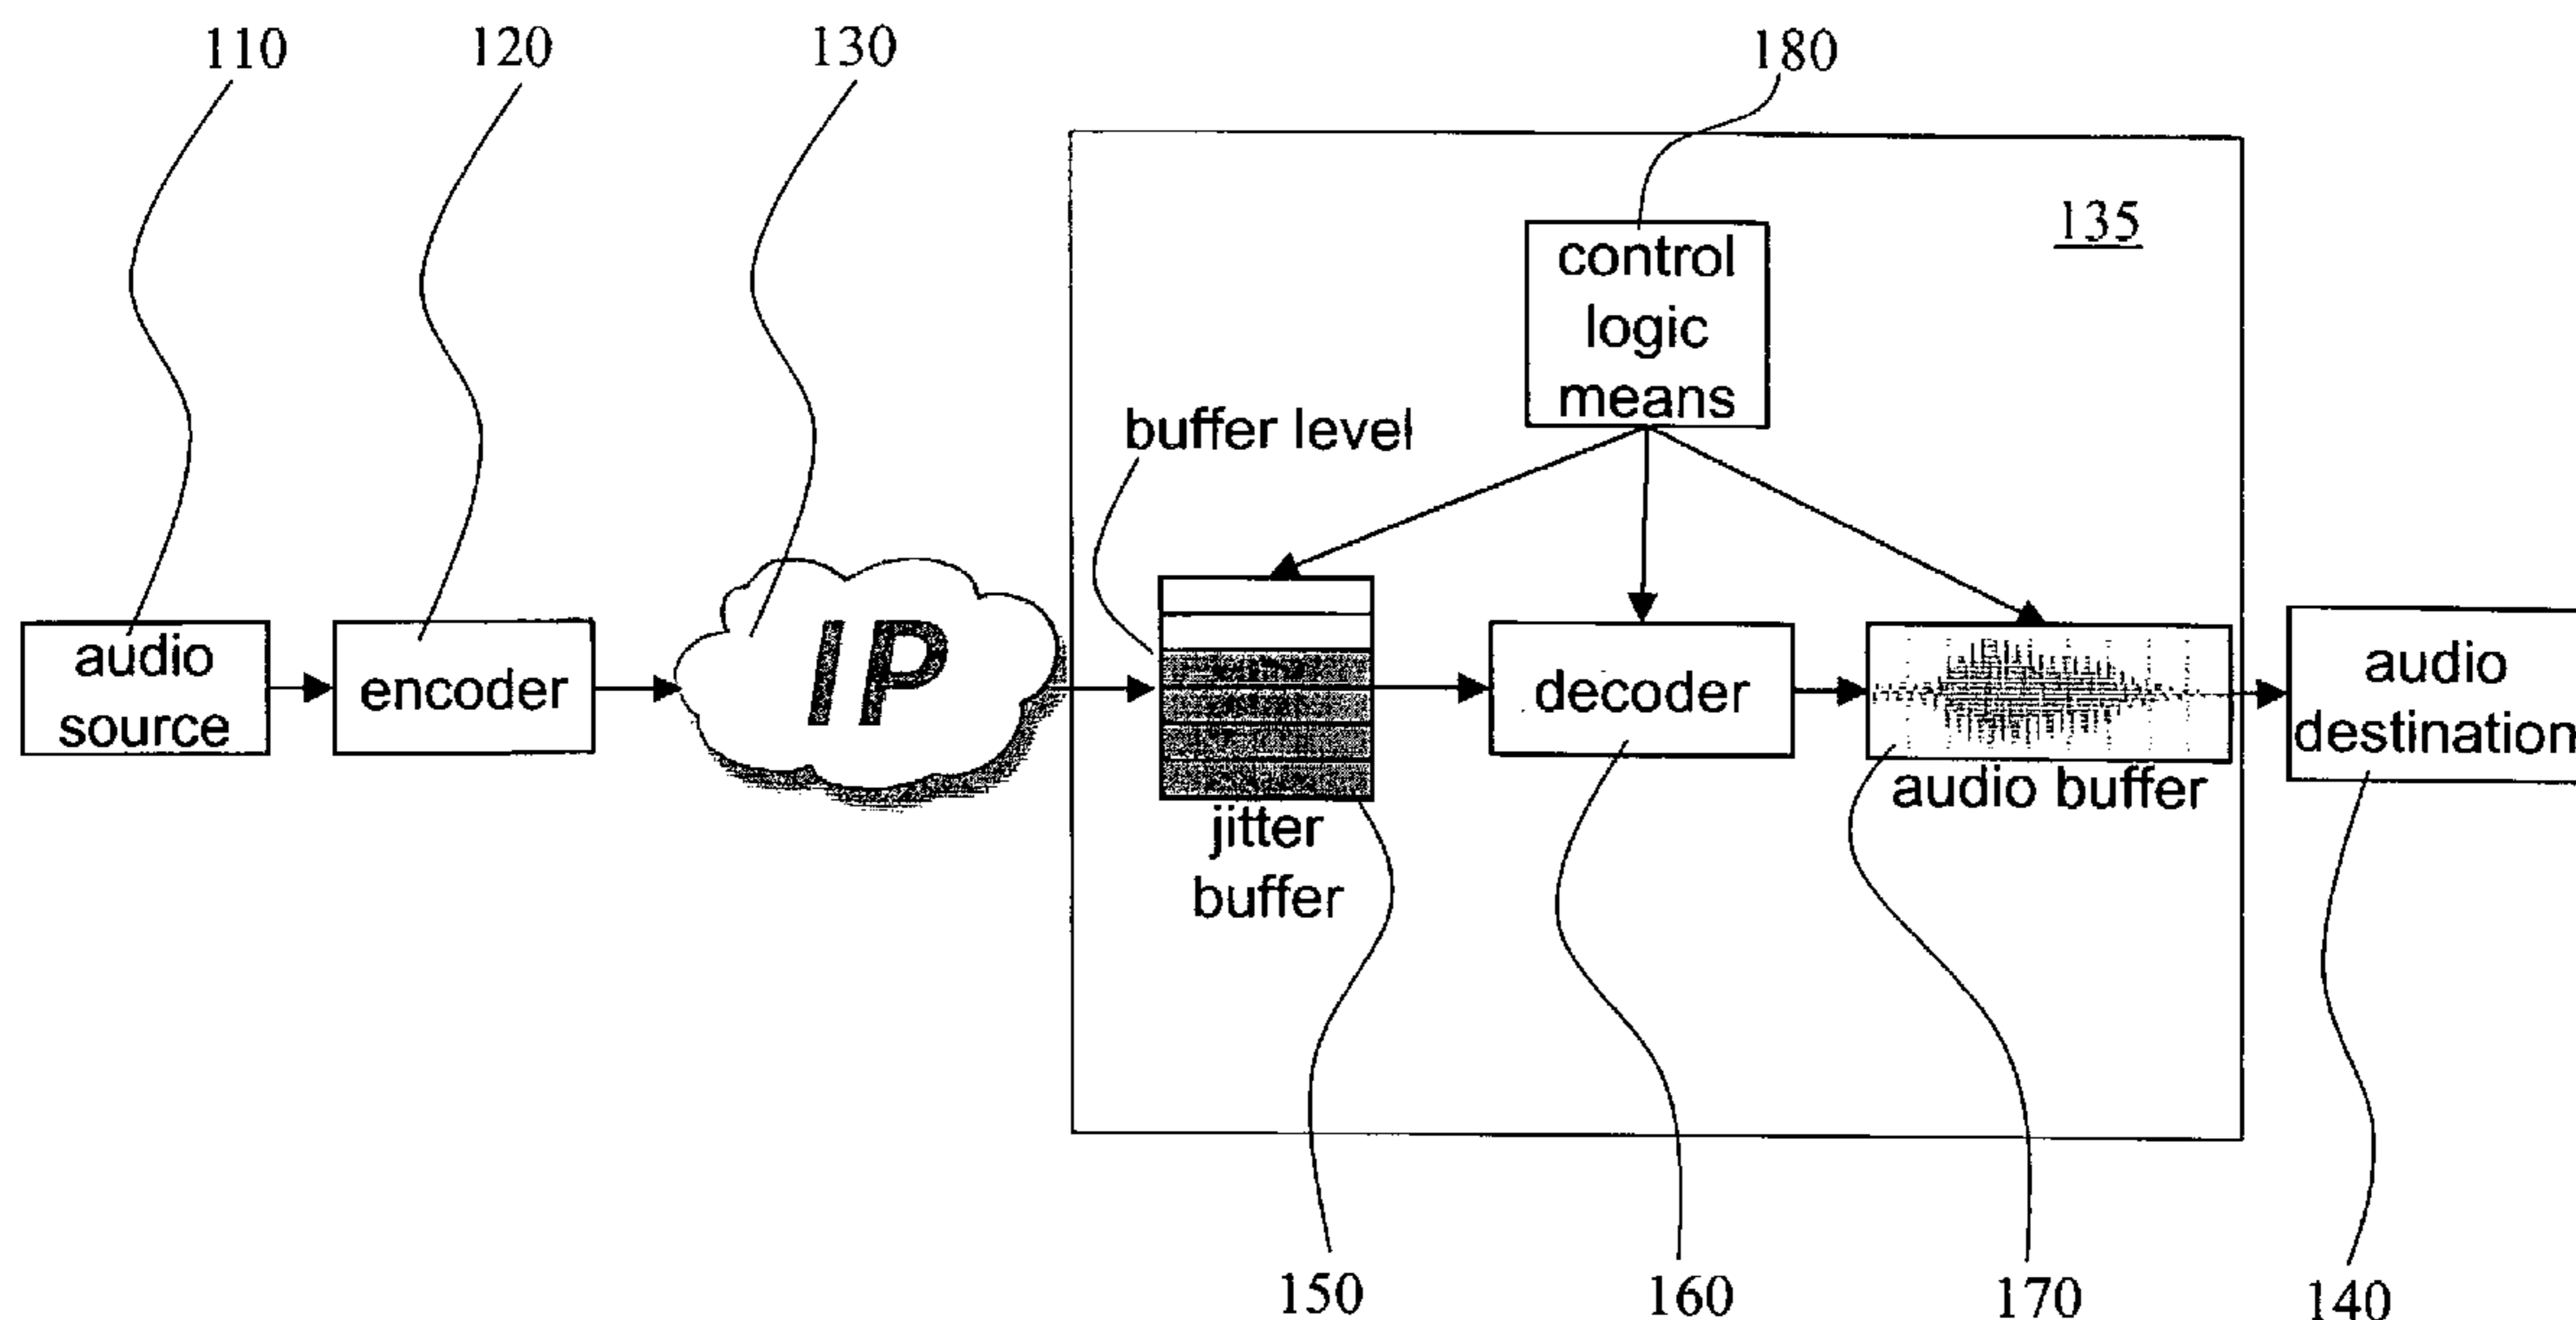 110
120
130
180
135
control
logic
means
buffer level
audio
source
encoder
IP
decoder
audio
destination
audio buffer
jitter
buffer
150
160
170
140